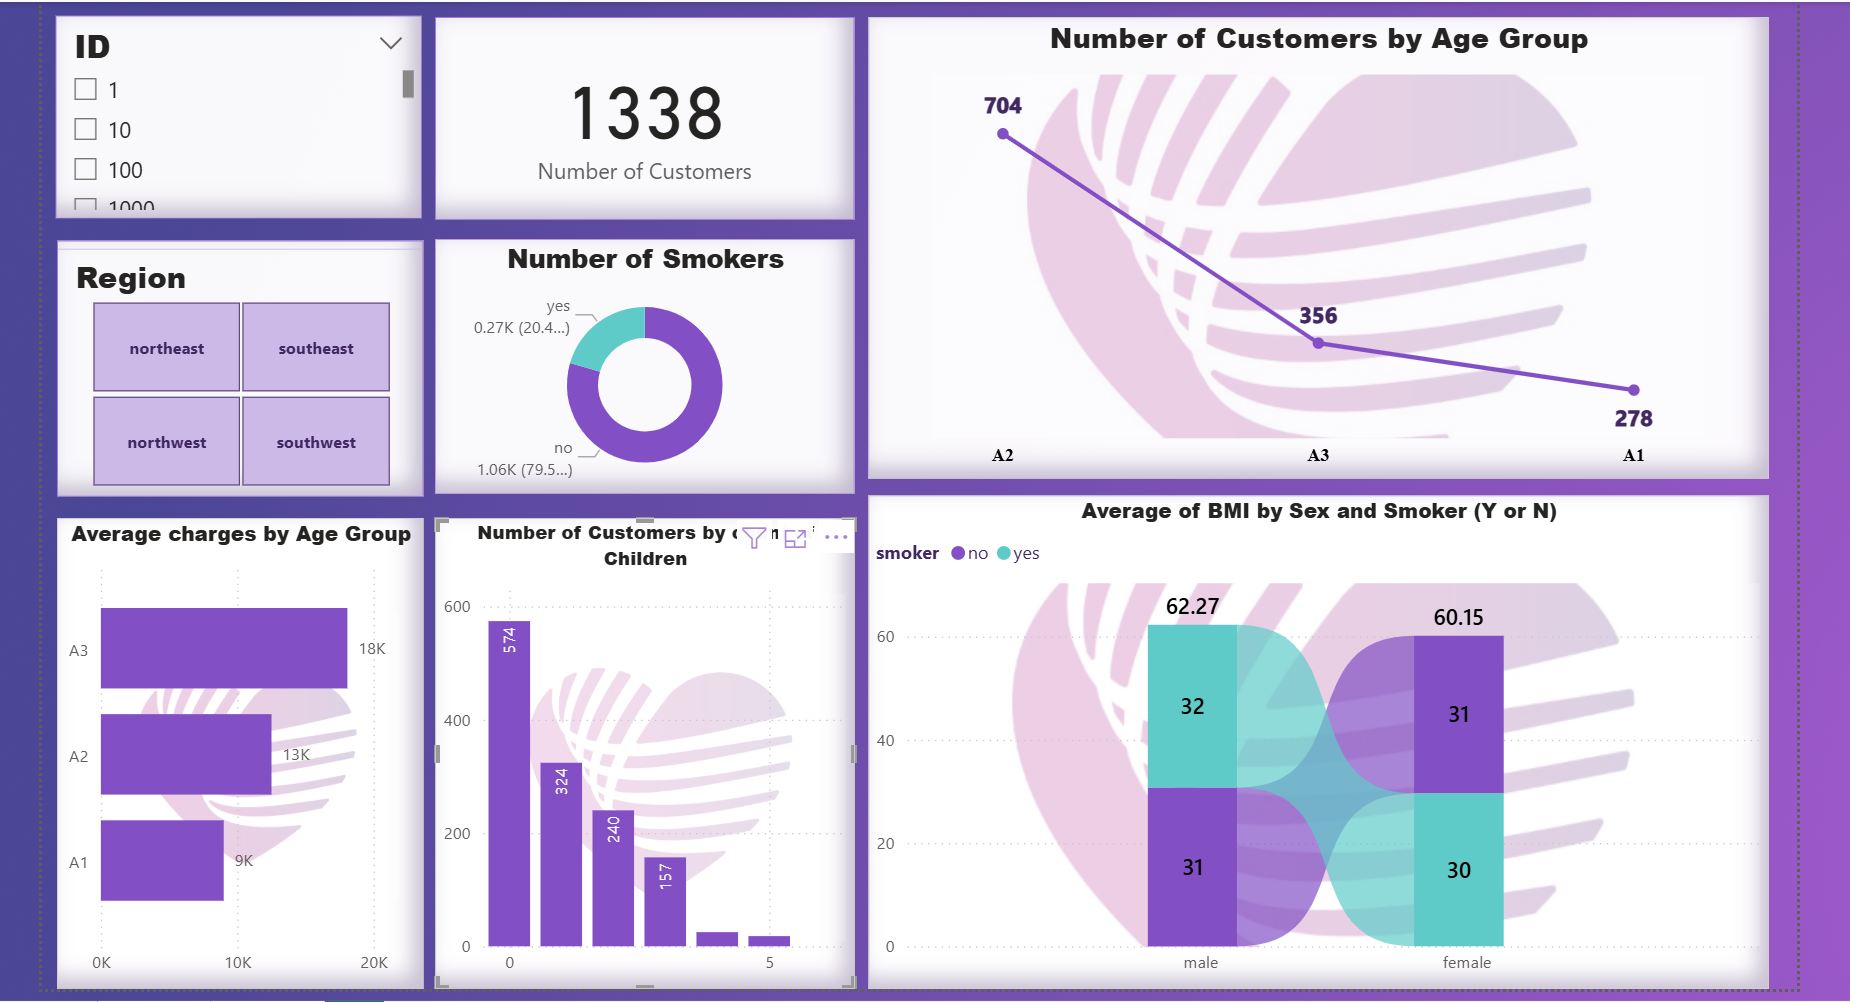 ID
1
10
100
1000
1338
Number of Customers
Number of Customers by Age Group
704
356
278
A2
A3
A1
Region
northeast
southeast
northwest
southwest
Number of Smokers
yes
0.27K (20.4...)
no
1.06K (79.5...)
Average charges by Age Group
A3
18K
A2
13K
A1
9K
0K
10K
20K
Number of Customers by
Children
600
400
200
0
574
324
240
157
0
5
Average of BMI by Sex and Smoker (Y or N)
smoker
no
yes
60
40
20
0
62.27
32
31
60.15
31
30
male
female